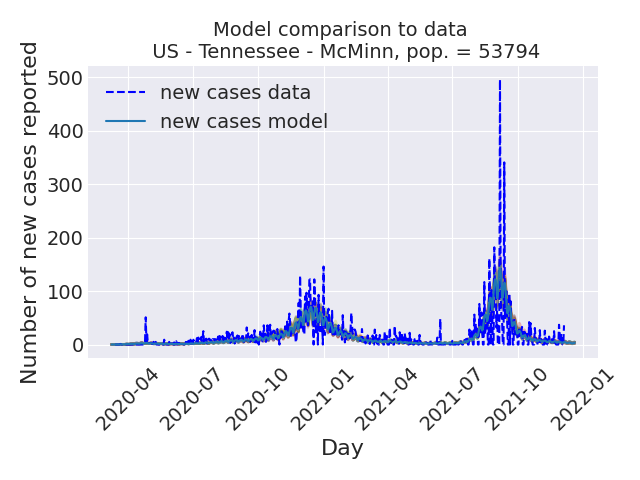 Model comparison to data
US - Tennessee - McMinn, pop. = 53794
Number of new cases reported
500
400
300
200
100
0
new cases data
new cases model
2020-04
2020-07
2020-10
2021-01
2021-04
2021-07
2021-10
2022-01
Day